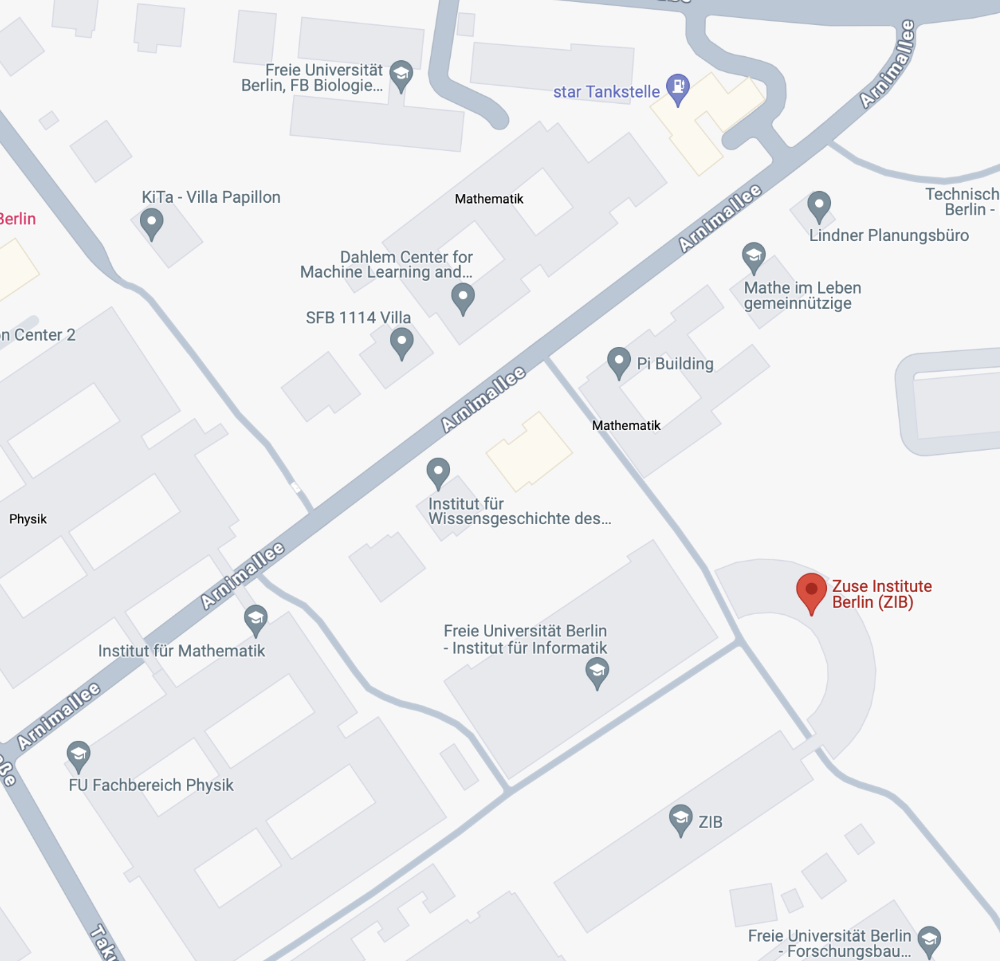 Arnimallee
Freie Universität
Berlin, FB Biologie...
star Tankstelle
KiTa - Villa Papillon
Mathematik
Arnimallee
Technisch
Berlin -
Berlin
Lindner Planungsbüro
Dahlem Center for
Machine Learning and...
Mathe im Leben
gemeinnützige
SFB 1114 Villa
on Center 2
Pi Building
Arnimallee
Mathematik
Institut für
Wissensgeschichte des...
Physik
Arnimallee
Zuse Institute
Berlin (ZIB)
Institut für Mathematik
Freie Universität Berlin
- Institut für Informatik
Arnimallee
ße
FU Fachbereich Physik
ZIB
Taku
Freie Universität Berlin
- Forschungsbau...